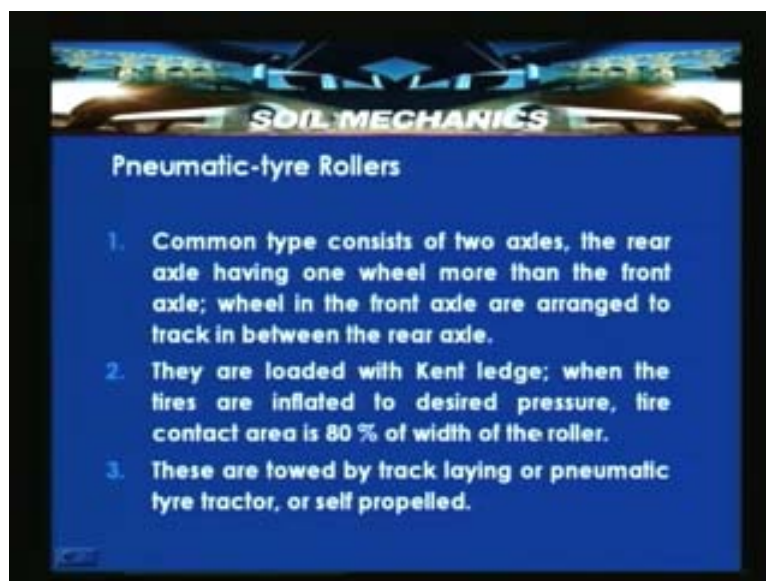 SOIL MECHANICS
Pneumatic-tyre Rollers
1. Common type consists of two axles, the rear
axle having one wheel more than the front
axle; wheel in the front axle are arranged to
track in between the rear axle.
2. They are loaded with Kent ledge; when the
tires are inflated to desired pressure, tire
contact area is 80 % of width of the roller.
3. These are towed by track laying or pneumatic
tyre tractor, or self propelled.